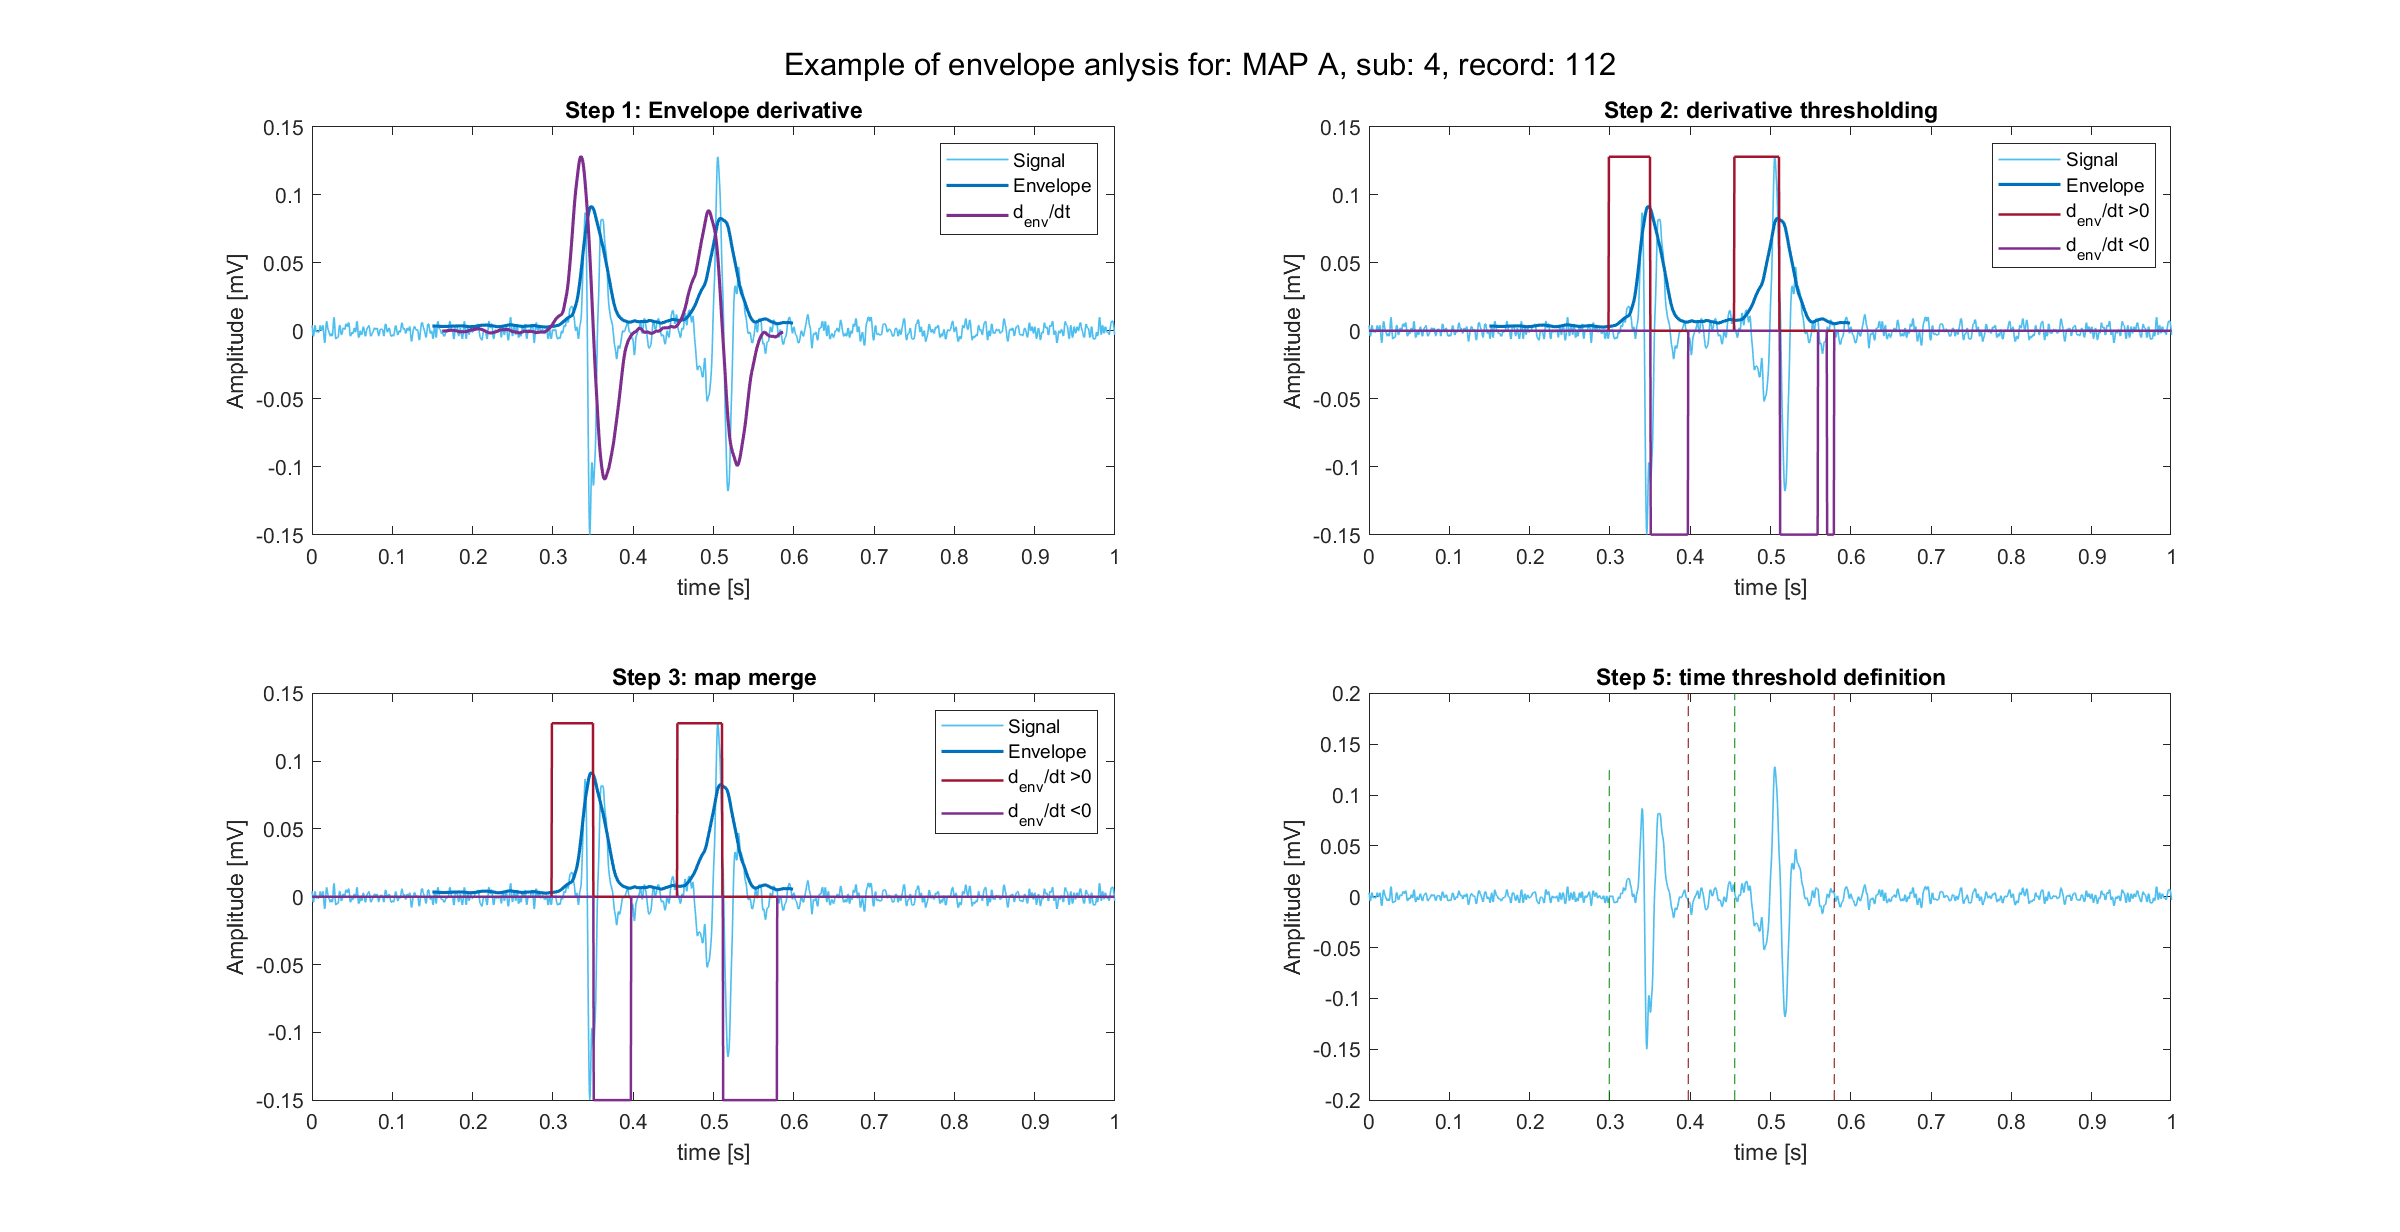 Example of envelope anlysis for: MAP A, sub: 4, record: 112
Step 1: Envelope derivative
0.15
0.1
0.05
0
-0.05
-0.1
-0.15
Amplitude [mV]
0 0.1 0.2 0.3 0.4 0.5 0.6 0.7 0.8 0.9 1
time [s]
Signal
Envelope
denv/dt
Step 2: derivative thresholding
0.15
0.1
0.05
0
-0.05
-0.1
-0.15
Amplitude [mV]
0 0.1 0.2 0.3 0.4 0.5 0.6 0.7 0.8 0.9 1
time [s]
Signal
Envelope
denv/dt >0
denv/dt <0
Step 3: map merge
0.15
0.1
0.05
0
-0.05
-0.1
-0.15
Amplitude [mV]
0 0.1 0.2 0.3 0.4 0.5 0.6 0.7 0.8 0.9 1
time [s]
Signal
Envelope
denv/dt >0
denv/dt <0
Step 5: time threshold definition
0.2
0.15
0.1
0.05
0
-0.05
-0.1
-0.15
-0.2
Amplitude [mV]
0 0.1 0.2 0.3 0.4 0.5 0.6 0.7 0.8 0.9 1
time [s]